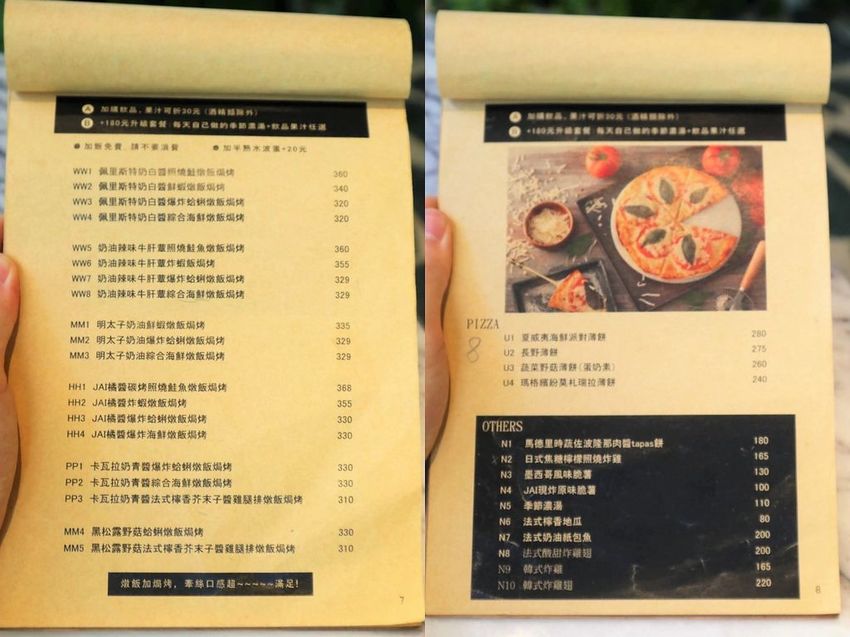 A 加購飲品,果汁可折30元(酒精類除外)
B +180元升級套餐 每天自己做的季節濃湯+飲品果汁任選
●加飯免費,請不要浪費 ●加半熟水波蛋+20元
WW1 佩里斯特奶白醬照燒鮭燉飯焗烤 360
WW2 佩里斯特奶白醬鮮蝦燉飯焗烤 340
WW3 佩里斯特奶白醬爆炸蛤蜊燉飯焗烤 320
WW4 佩里斯特奶白醬綜合海鮮燉飯焗烤 320
WW5 奶油辣味牛肝蕈照燒鮭魚燉飯焗烤 360
WW6 奶油辣味牛肝蕈炸蝦飯焗烤 355
WW7 奶油辣味牛肝蕈爆炸蛤蜊燉飯焗烤 329
WW8 奶油辣味牛肝蕈綜合海鮮燉飯焗烤 329
MM1 明太子奶油鮮蝦燉飯焗烤 335
MM2 明太子奶油爆炸蛤蜊燉飯焗烤 329
MM3 明太子奶油綜合海鮮燉飯焗烤 329
HH1 JAI橘醬碳烤照燒鮭魚燉飯焗烤 368
HH2 JAI橘醬炸蝦燉飯焗烤 355
HH3 JAI橘醬爆炸蛤蜊燉飯焗烤 330
HH4 JAI橘醬爆炸海鮮燉飯焗烤 330
PP1 卡瓦拉奶青醬爆炸蛤蜊燉飯焗烤 330
PP2 卡瓦拉奶青醬綜合海鮮燉飯焗烤 330
PP3 卡瓦拉奶青醬法式檸香芥末子醬雞腿排燉飯焗烤 310
MM4 黑松露野菇蛤蜊燉飯焗烤 330
MM5 黑松露野菇法式檸香芥末子醬雞腿排燉飯焗烤 310
燉飯加焗烤,牽絲口感超~~~~~滿足!
7
A 加購飲品,果汁可折30元(酒精類除外)
B +180元升級套餐 每天自己做的季節濃湯+飲品果汁任選
PIZZA
8
U1 夏威夷海鮮派對薄餅 280
U2 長野薄餅 275
U3 蔬菜野菇薄餅(蛋奶素) 260
U4 瑪格繽紛莫札瑞拉薄餅 240
OTHERS
N1 馬德里時蔬佐波隆那肉醬tapas餅 180
N2 日式焦糖檸檬照燒炸雞 165
N3 墨西哥風味脆薯 130
N4 JAI現炸原味脆薯 100
N5 季節濃湯 110
N6 法式檸香地瓜 80
N7 法式奶油紙包魚 200
N8 法式酸甜炸雞翅 200
N9 韓式炸雞 165
N10 韓式炸雞翅 220
8